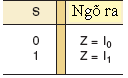 S Ngõ ra
0 Z = I₀
1 Z = I₁